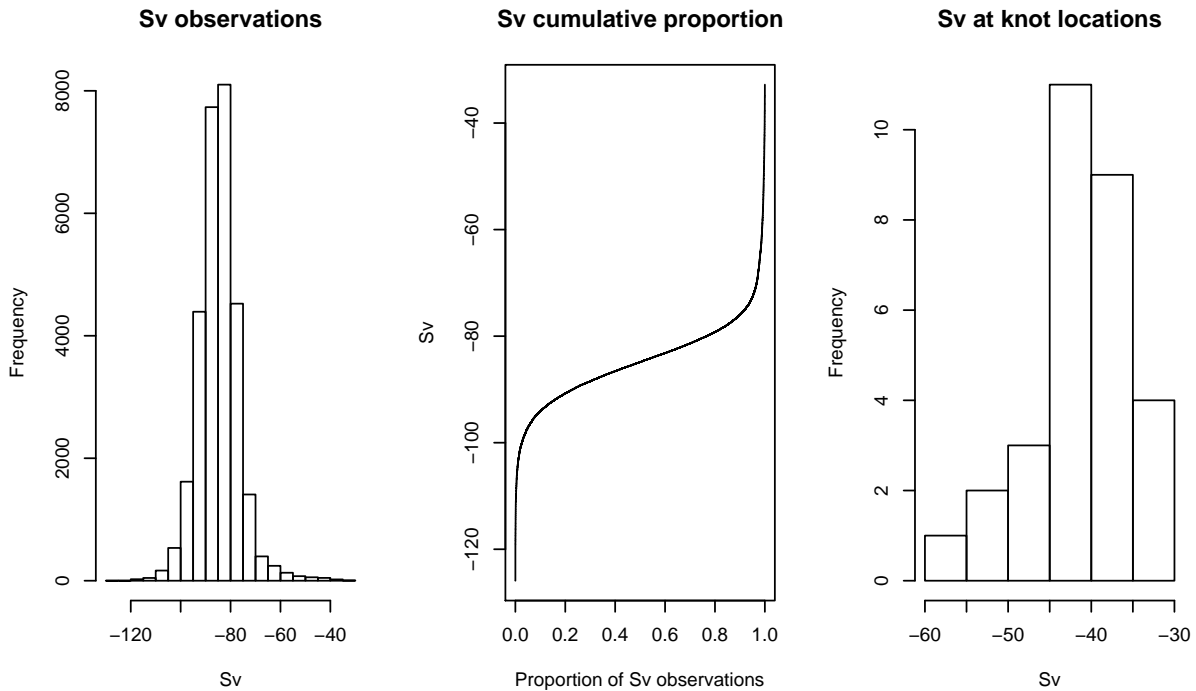 Sv observations
Frequency
8000
6000
4000
2000
0
−120 −80 −60 −40
Sv
Sv cumulative proportion
Sv
−40
−60
−80
−100
−120
0.0 0.2 0.4 0.6 0.8 1.0
Proportion of Sv observations
Sv at knot locations
Frequency
10
8
6
4
2
0
−60 −50 −40 −30
Sv